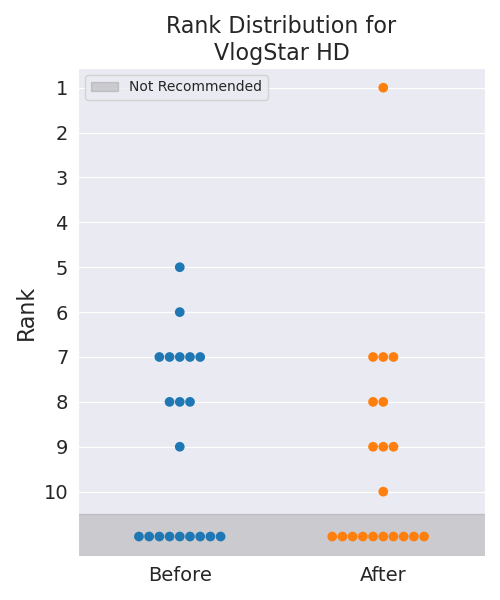 Rank Distribution for
VlogStar HD
Not Recommended
1
2
3
4
5
6
7
8
9
10
Rank
Before After